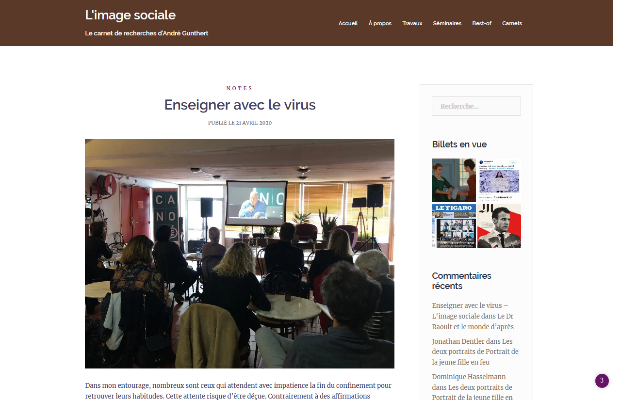 L'image sociale
Le carnet de recherches d'André Gunthert
Accueil À propos Travaux Séminaires Best-of Carnets
NOTES
Enseigner avec le virus
PUBLIÉ LE 21 AVRIL 2020
CANO
Dans mon entourage, nombreux sont ceux qui attendent avec impatience la fin du confinement pour
retrouver leurs habitudes. Cette attente risque d'être déçue. Contrairement à des affirmations
Recherche...
Billets en vue
LE FIGARO
Commentaires
récents
Enseigner avec le virus –
L'image sociale dans Le Dr
Raoult et le monde d'après
Jonathan Dentler dans Les
deux portraits de Portrait de
la jeune fille en feu
Dominique Hasselmann
dans Les deux portraits de
Portrait de la jeune fille en
3